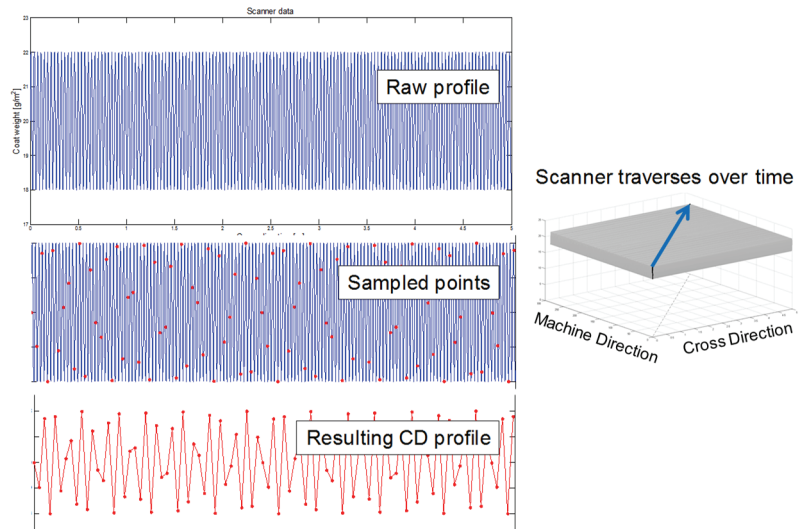 Scanner data
23
22
21
20
19
18
17
Coat weight [g/m²]
Raw profile
0
0.5
1
1.5
2
2.5
3
3.5
4
4.5
5
Sampled points
Resulting CD profile
Scanner traverses over time
Machine Direction
Cross Direction